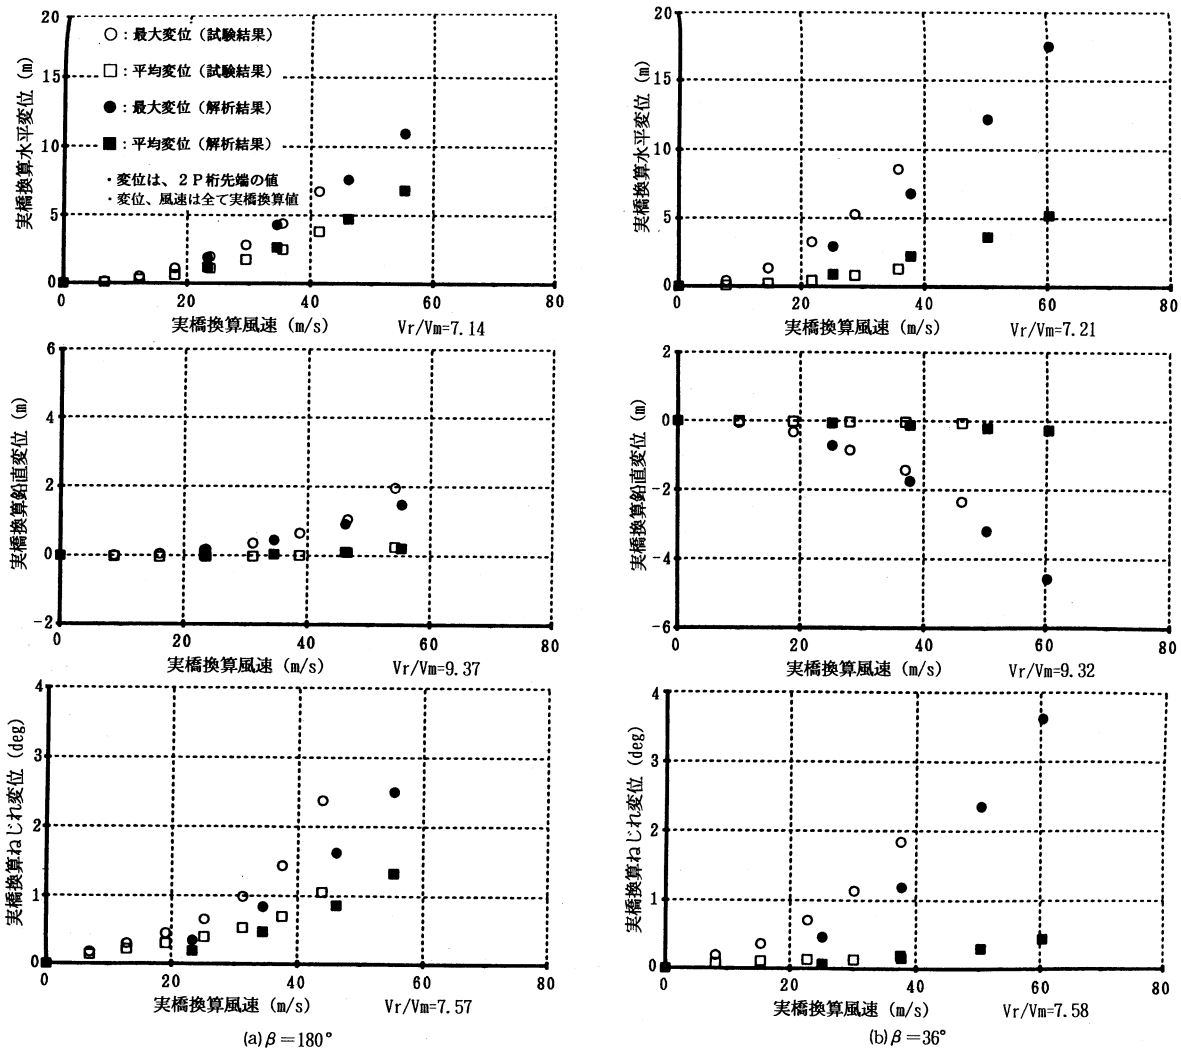 実橋換算水平変位 (m)
20
15
10
5
0
○：最大変位（試験結果）
□：平均変位（試験結果）
●：最大変位（解析結果）
■：平均変位（解析結果）
・変位は、２Ｐ桁先端の値
・変位、風速は全て実橋換算値
0 20 40 60 80
実橋換算風速 (m/s) Vr/Vm=7.14
実橋換算水平変位 (m)
20
15
10
5
0
0 20 40 60 80
実橋換算風速 (m/s) Vr/Vm=7.21
実橋換算鉛直変位 (m)
6
4
2
0
-2
0 20 40 60 80
実橋換算風速 (m/s) Vr/Vm=9.37
実橋換算鉛直変位 (m)
2
0
-2
-4
-6
0 20 40 60 80
実橋換算風速 (m/s) Vr/Vm=9.32
実橋換算ねじれ変位 (deg)
4
3
2
1
0
0 20 40 60 80
実橋換算風速 (m/s) Vr/Vm=7.57
(a) β＝180°
実橋換算ねじれ変位 (deg)
4
3
2
1
0
0 20 40 60 80
実橋換算風速 (m/s) Vr/Vm=7.58
(b) β＝36°